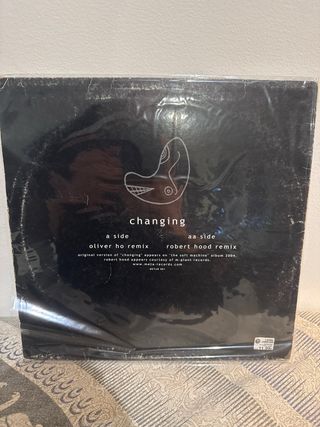 changing
a side aa side
oliver ho remix robert hood remix
original version of "changing" appears on "the soft machine" album 2004.
robert hood appears courtesy of m-plant records.
www.meta-records.com